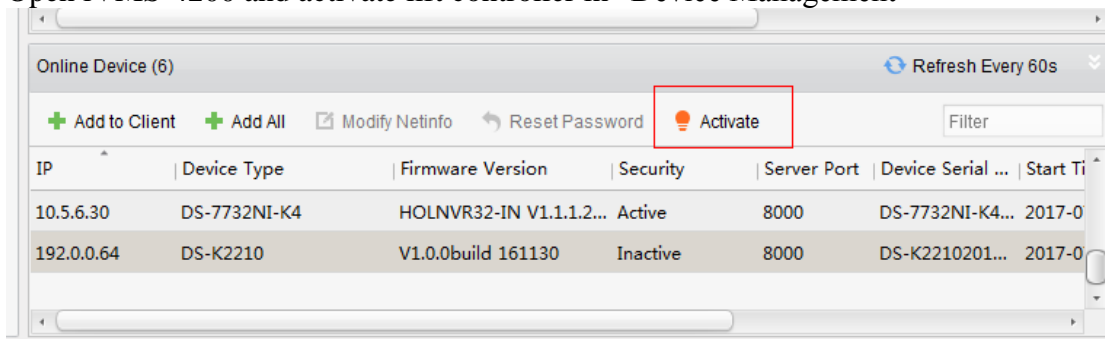 Online Device (6) Refresh Every 60s
Add to Client Add All Modify Netinfo Reset Password Activate Filter
IP Device Type Firmware Version Security Server Port Device Serial ... Start Ti
10.5.6.30 DS-7732NI-K4 HOLNVR32-IN V1.1.1.2... Active 8000 DS-7732NI-K4... 2017-0
192.0.0.64 DS-K2210 V1.0.0build 161130 Inactive 8000 DS-K2210201... 2017-0